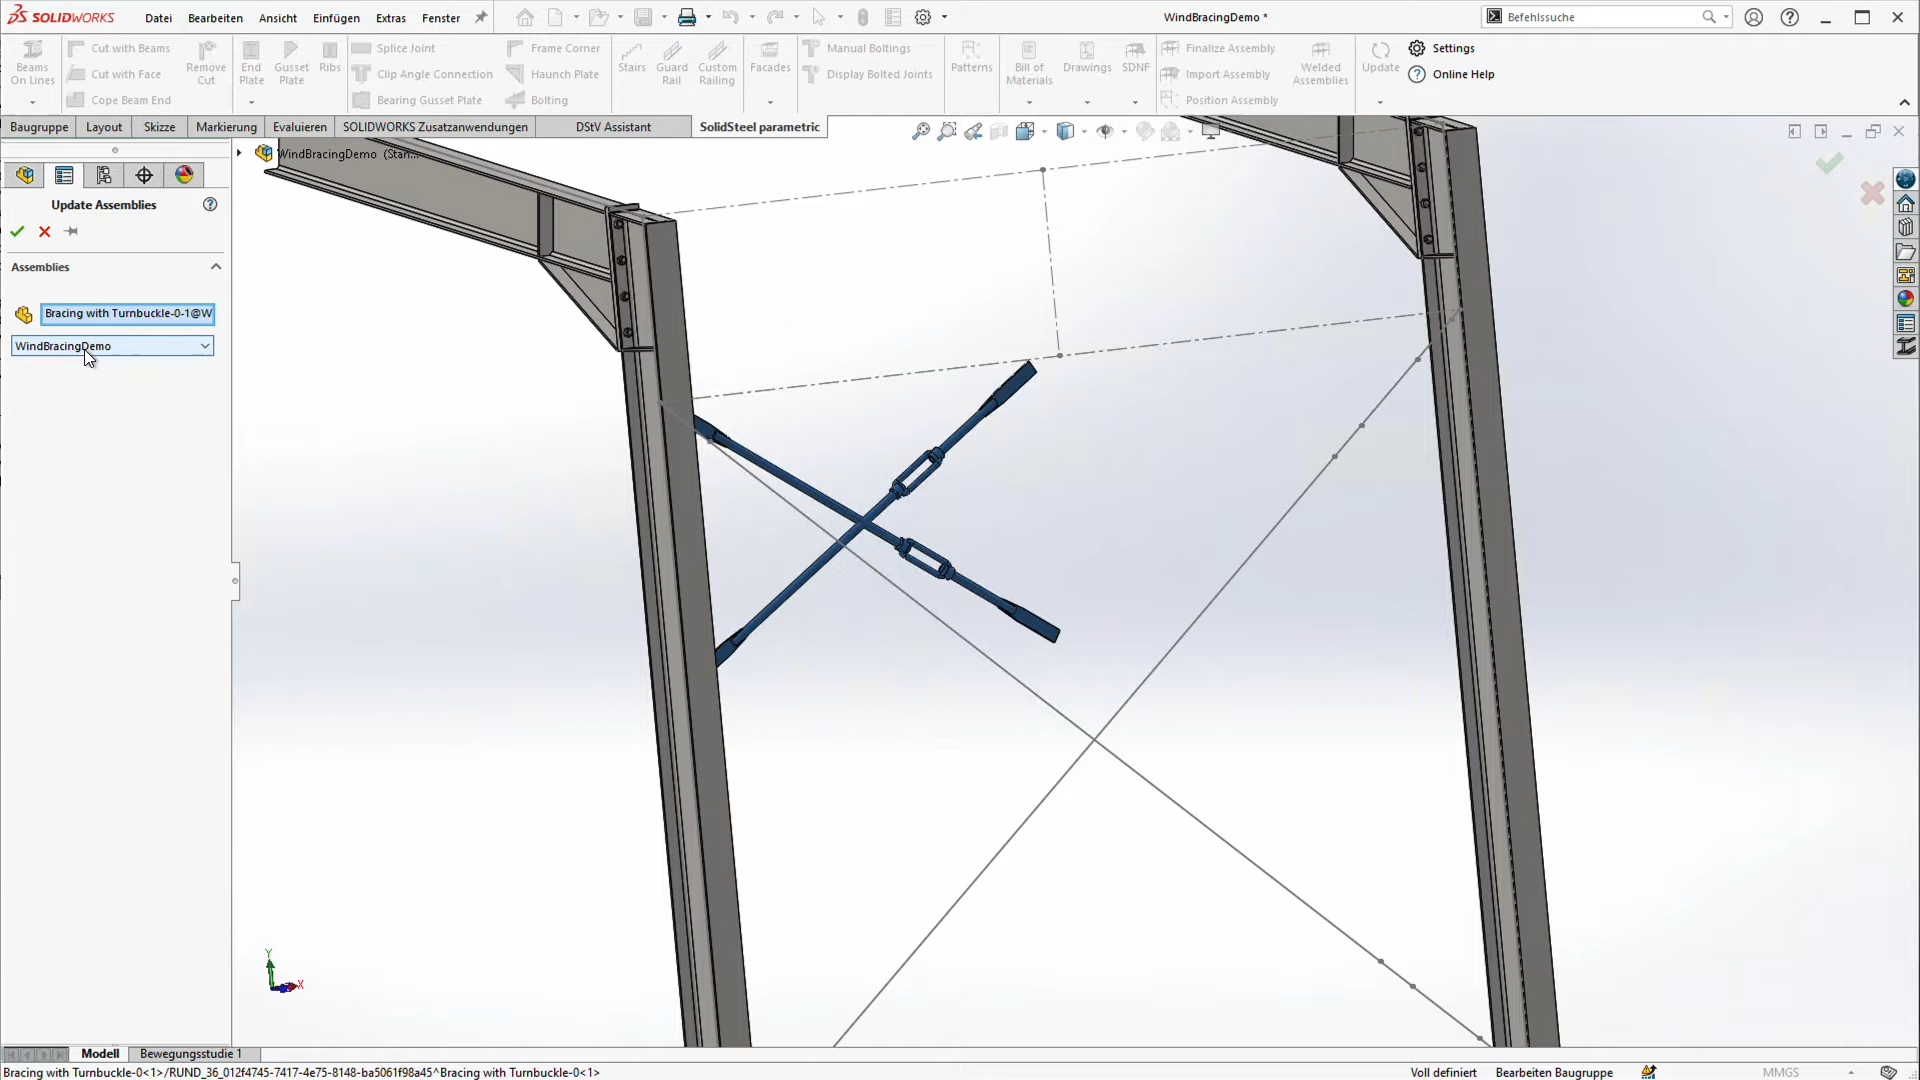 SOLIDWORKS
Datei
Bearbeiten
Ansicht
Einfügen
Extras
Fenster
WindBracingDemo *
Befehlssuche
Beams On Lines
Cut with Beams
Cut with Face
Cope Beam End
Remove Cut
End Plate
Gusset Plate
Ribs
Splice Joint
Clip Angle Connection
Bearing Gusset Plate
Frame Corner
Haunch Plate
Bolting
Stairs
Guard Rail
Custom Railing
Facades
Manual Boltings
Display Bolted Joints
Patterns
Bill of Materials
Drawings
SDNF
Finalize Assembly
Import Assembly
Position Assembly
Welded Assemblies
Update
Settings
Online Help
Baugruppe
Layout
Skizze
Markierung
Evaluieren
SOLIDWORKS Zusatzanwendungen
DStV Assistant
SolidSteel parametric
WindBracingDemo (Stan...
Update Assemblies
Assemblies
Bracing with Turnbuckle-0-1@W
WindBracingDemo
Y
X
Modell
Bewegungsstudie 1
Bracing with Turnbuckle-0<1>/RUND_36_012f4745-7417-4e75-8148-ba5061f98a45^Bracing with Turnbuckle-0<1>
Voll definiert
Bearbeiten Baugruppe
MMGS